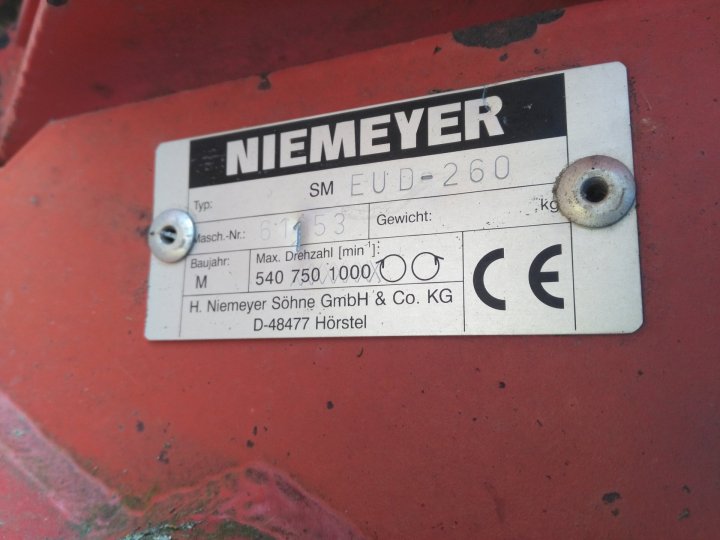 NIEMEYER
Typ: SM EUD-260
Masch.-Nr.: Gewicht: kg
Baujahr: Max. Drehzahl [min⁻¹]:
M 540 750 1000
H. Niemeyer Söhne GmbH & Co. KG
D-48477 Hörstel
CE